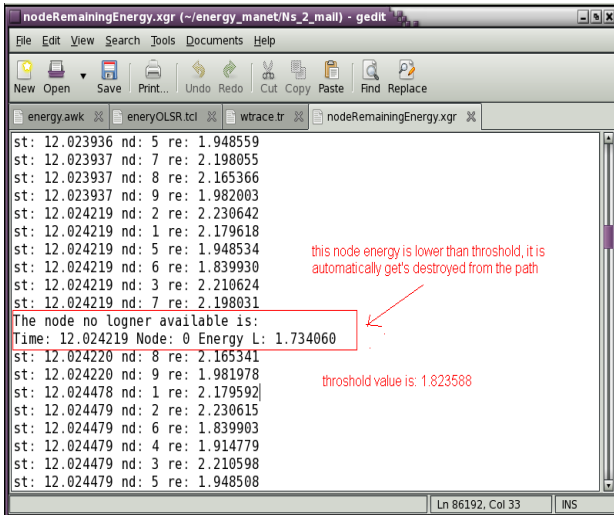 nodeRemainingEnergy.xgr (~/energy_manet/Ns_2_mail) - gedit
File Edit View Search Tools Documents Help
New Open Save Print... Undo Redo Cut Copy Paste Find Replace
energy.awk eneryOLSR.tcl wtrace.tr nodeRemainingEnergy.xgr
st: 12.023936 nd: 5 re: 1.948559
st: 12.023937 nd: 7 re: 2.198055
st: 12.023937 nd: 8 re: 2.165366
st: 12.023937 nd: 9 re: 1.982003
st: 12.024219 nd: 2 re: 2.230642
st: 12.024219 nd: 1 re: 2.179618
st: 12.024219 nd: 5 re: 1.948534
st: 12.024219 nd: 6 re: 1.839930
st: 12.024219 nd: 3 re: 2.210624
st: 12.024219 nd: 7 re: 2.198031
this node energy is lower than threshold, it is
automatically get's destroyed from the path
The node no logner available is:
Time: 12.024219 Node: 0 Energy L: 1.734060
st: 12.024220 nd: 8 re: 2.165341
st: 12.024220 nd: 9 re: 1.981978
st: 12.024478 nd: 1 re: 2.179592
st: 12.024479 nd: 2 re: 2.230615
st: 12.024479 nd: 6 re: 1.839903
st: 12.024479 nd: 4 re: 1.914779
st: 12.024479 nd: 3 re: 2.210598
st: 12.024479 nd: 5 re: 1.948508
throshold value is: 1.823588
Ln 86192, Col 33 INS